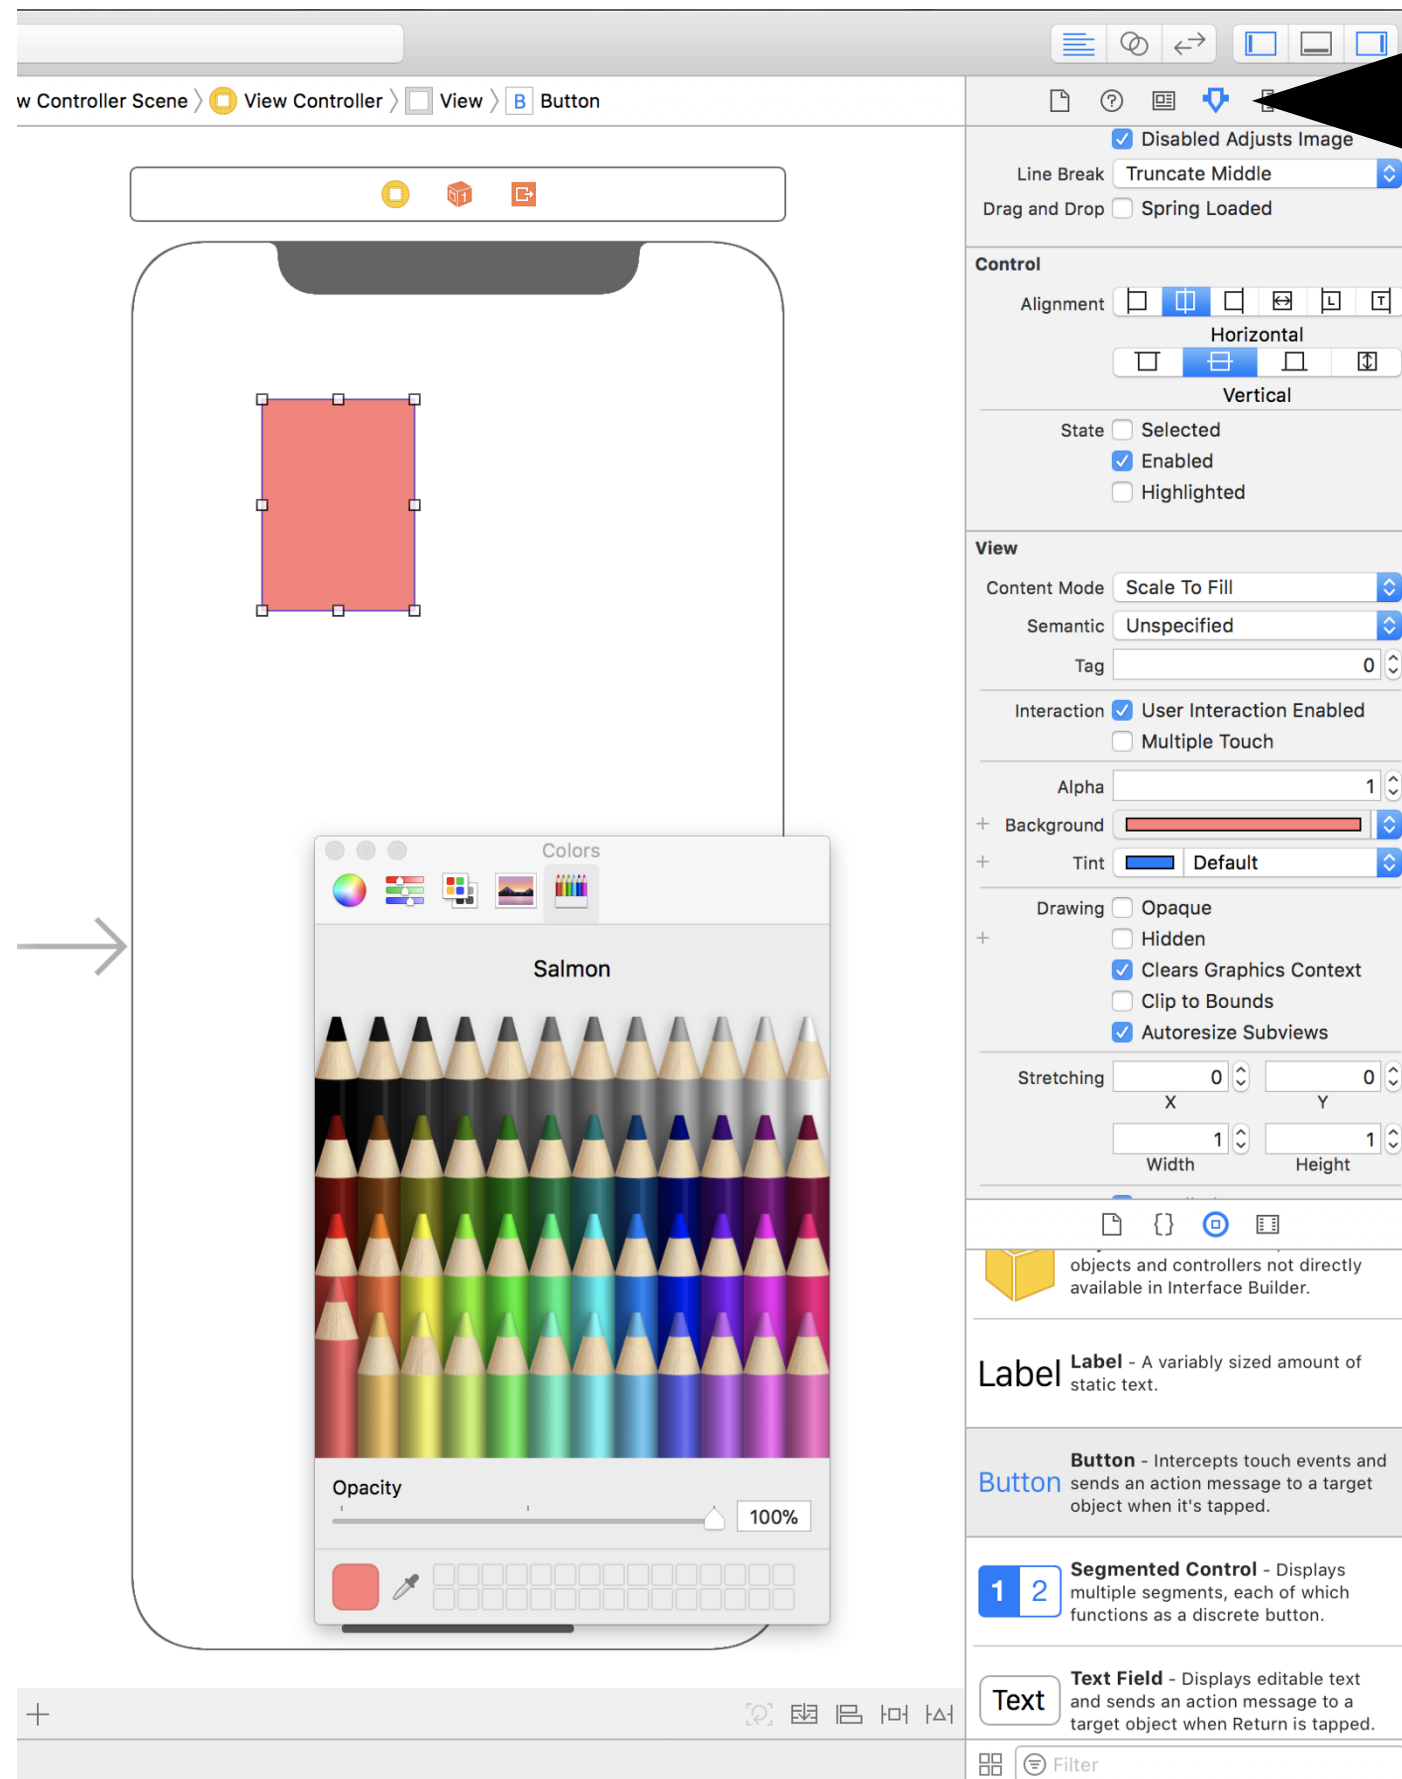 w Controller Scene 〉 View Controller 〉 View 〉 B Button
Disabled Adjusts Image
Line Break Truncate Middle
Drag and Drop Spring Loaded
Control
Alignment
Horizontal
Vertical
State Selected
Enabled
Highlighted
View
Content Mode Scale To Fill
Semantic Unspecified
Tag 0
Interaction User Interaction Enabled
Multiple Touch
Alpha 1
+ Background
+ Tint Default
Drawing Opaque
+ Hidden
Clears Graphics Context
Clip to Bounds
Autoresize Subviews
Stretching 0 0
X Y
1 1
Width Height
Colors
Salmon
Opacity
100%
objects and controllers not directly
available in Interface Builder.
Label Label - A variably sized amount of
static text.
Button Button - Intercepts touch events and
sends an action message to a target
object when it's tapped.
1 2 Segmented Control - Displays
multiple segments, each of which
functions as a discrete button.
Text Text Field - Displays editable text
and sends an action message to a
target object when Return is tapped.
Filter